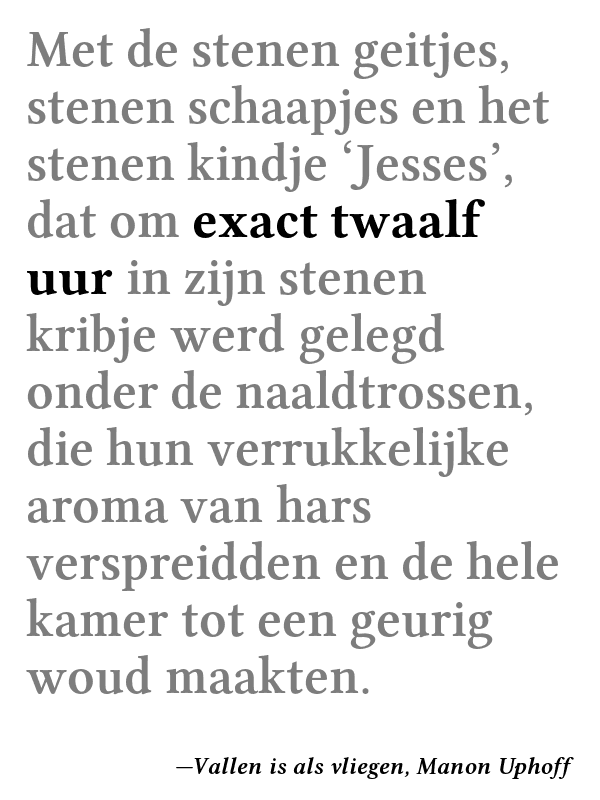 Met de stenen geitjes,
stenen schaapjes en het
stenen kindje ‘Jesses’,
dat om exact twaalf
uur in zijn stenen
kribje werd gelegd
onder de naaldtrossen,
die hun verrukkelijke
aroma van hars
verspreidden en de hele
kamer tot een geurig
woud maakten.
—Vallen is als vliegen, Manon Uphoff